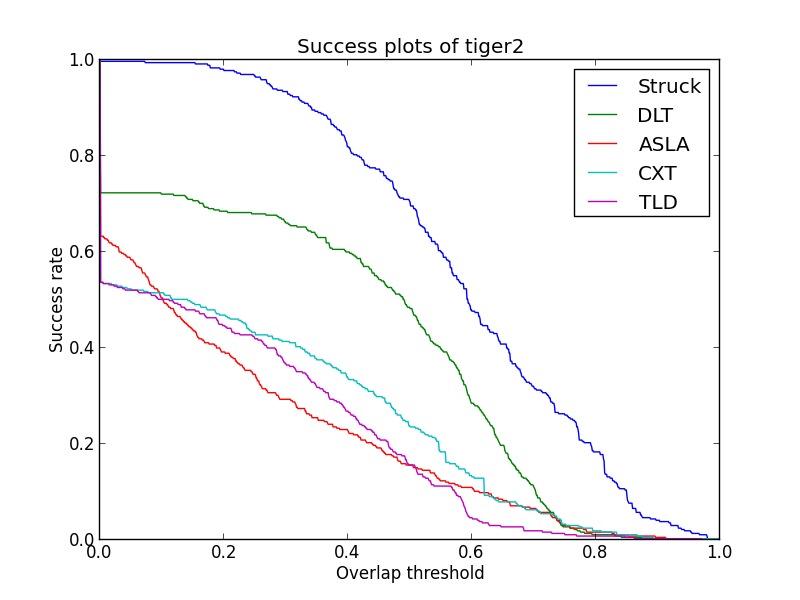 Success plots of tiger2
1.0
0.8
0.6
0.4
0.2
0.0
Success rate
Struck
DLT
ASLA
CXT
TLD
0.0 0.2 0.4 0.6 0.8 1.0
Overlap threshold